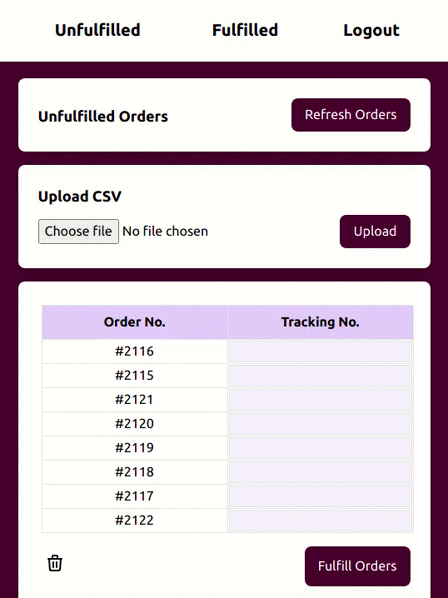 Unfulfilled Fulfilled Logout
Unfulfilled Orders Refresh Orders
Upload CSV
Choose file No file chosen Upload
Order No. Tracking No.
#2116
#2115
#2121
#2120
#2119
#2118
#2117
#2122
Fulfill Orders